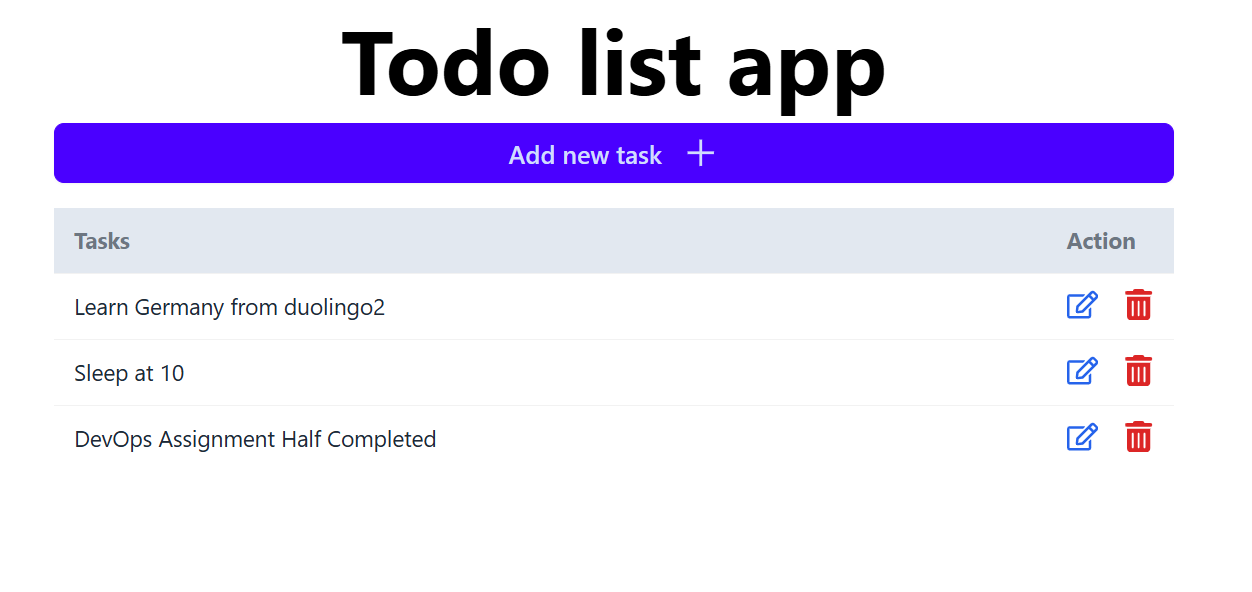 Todo list app
Add new task
Tasks Action
Learn Germany from duolingo2
Sleep at 10
DevOps Assignment Half Completed